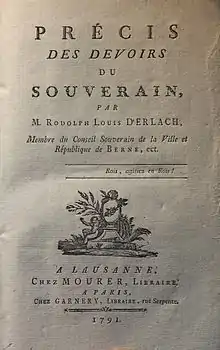 PRÉCIS
DES DEVOIRS
DU
SOUVERAIN,
PAR
M. RODOLPH LOUIS D'ERLACH,
Membre du Conseil Souverain de la Ville et
République de BERNE, ect.
Rois, agissez en Rois!
A LAUSANNE,
CHEZ MOURER, LIBRAIRE.
A PARIS,
CHEZ GARNERY, LIBRAIRE, rue Serpente.
1791.